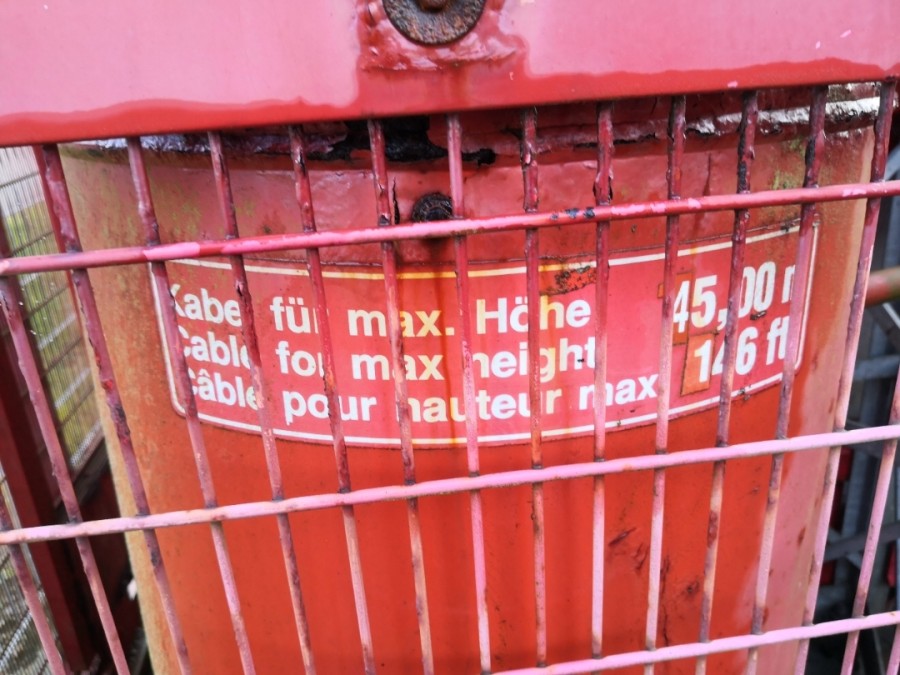 Kabel für max. Höhe 45,00 m
Cable for max height 146 ft
Câble pour hauteur max